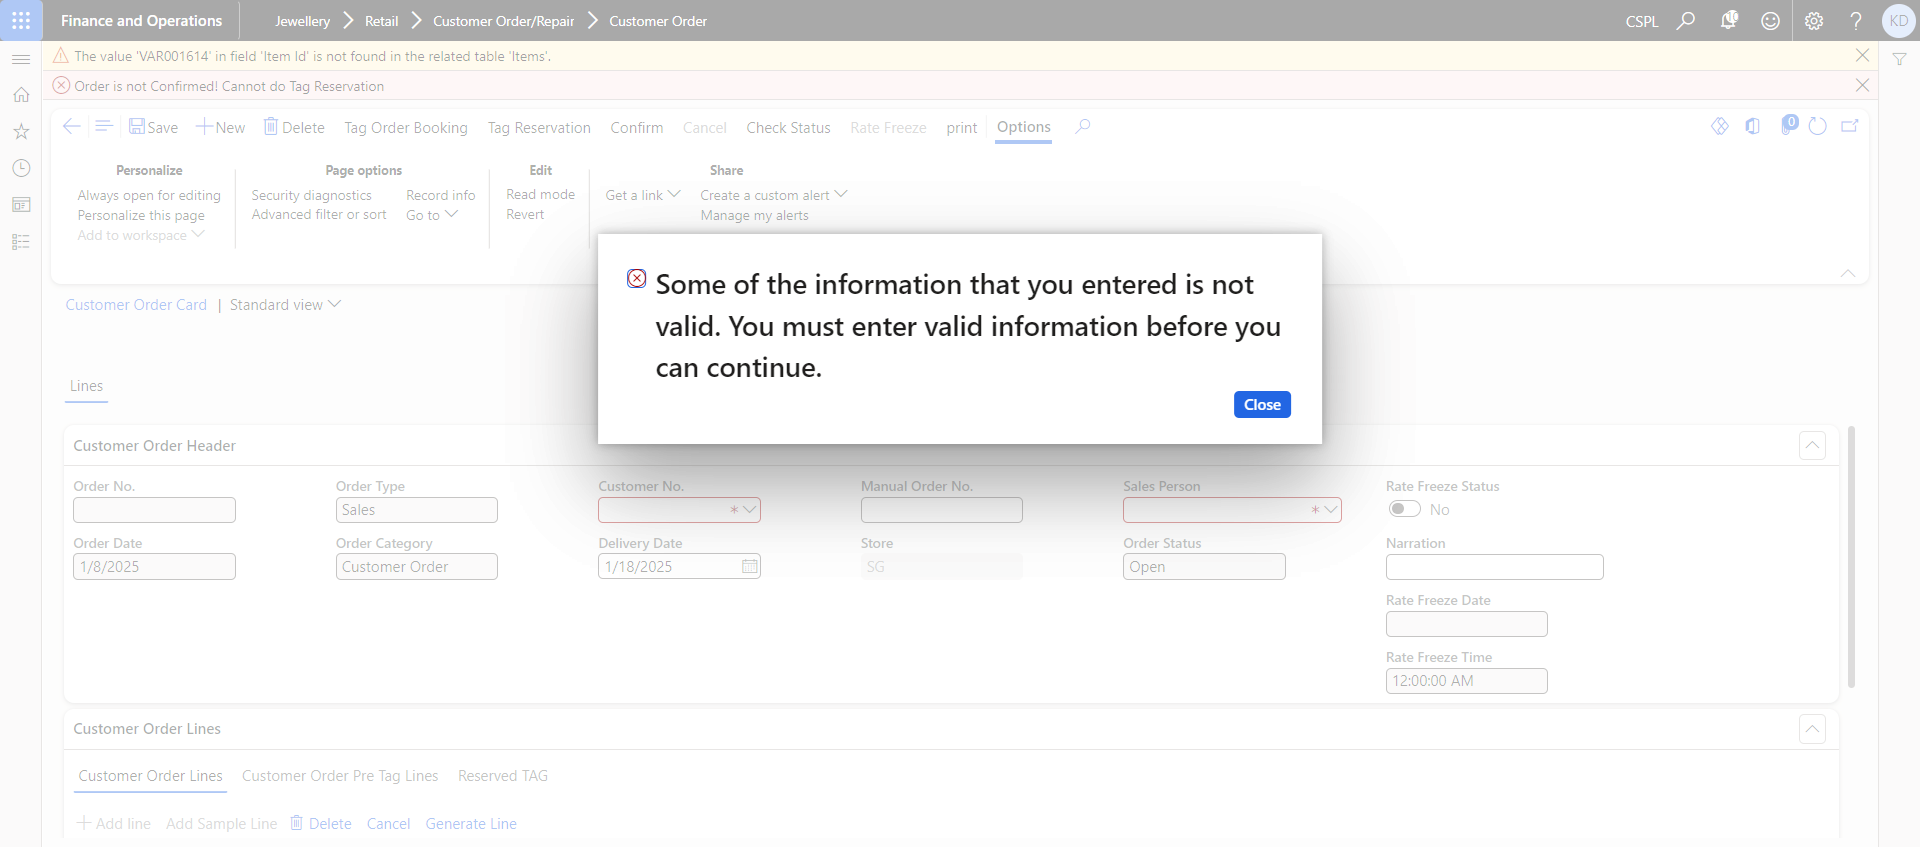 Finance and Operations
Jewellery Retail Customer Order/Repair Customer Order
CSPL
KD
The value 'VAR001614' in field 'Item Id' is not found in the related table 'Items'.
Order is not Confirmed! Cannot do Tag Reservation
Save New Delete Tag Order Booking Tag Reservation Confirm Cancel Check Status Rate Freeze print Options
0
Personalize
Always open for editing
Personalize this page
Add to workspace
Page options
Security diagnostics Record info
Advanced filter or sort Go to
Edit
Read mode
Revert
Share
Get a link Create a custom alert
Manage my alerts
Some of the information that you entered is not
valid. You must enter valid information before you
can continue.
Close
Customer Order Card | Standard view
Lines
Customer Order Header
Order No. Order Type Customer No. Manual Order No. Sales Person Rate Freeze Status
Sales * * No
Order Date Order Category Delivery Date Store Order Status Narration
1/8/2025 Customer Order 1/18/2025 SG Open
Rate Freeze Date
Rate Freeze Time
12:00:00 AM
Customer Order Lines
Customer Order Lines Customer Order Pre Tag Lines Reserved TAG
Add line Add Sample Line Delete Cancel Generate Line